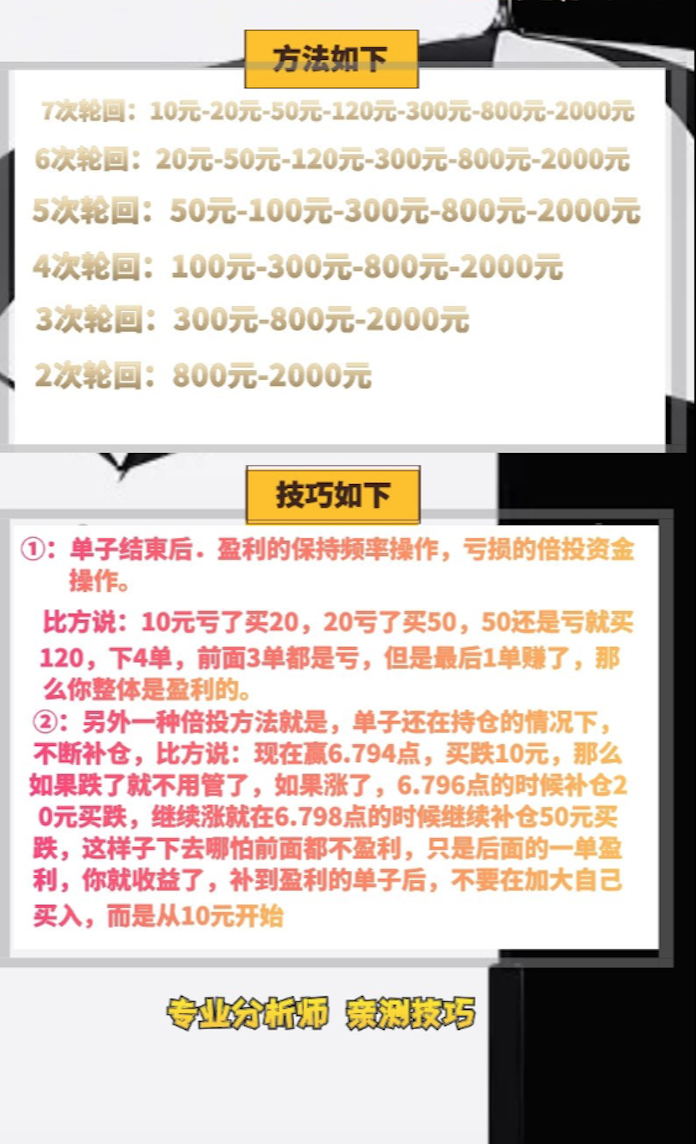 方法如下
7次轮回：10元-20元-50元-120元-300元-800元-2000元
6次轮回：20元-50元-120元-300元-800元-2000元
5次轮回：50元-100元-300元-800元-2000元
4次轮回：100元-300元-800元-2000元
3次轮回：300元-800元-2000元
2次轮回：800元-2000元
技巧如下
①：单子结束后．盈利的保持频率操作，亏损的倍投资金
操作。
比方说：10元亏了买20，20亏了买50，50还是亏就买
120，下4单，前面3单都是亏，但是最后1单赚了，那
么你整体是盈利的。
②：另外一种倍投方法就是，单子还在持仓的情况下，
不断补仓，比方说：现在赢6.794点，买跌10元，那么
如果跌了就不用管了，如果涨了，6.796点的时候补仓2
0元买跌，继续涨就在6.798点的时候继续补仓50元买
跌，这样子下去哪怕前面都不盈利，只是后面的一单盈
利，你就收益了，补到盈利的单子后，不要在加大自己
买入，而是从10元开始
专业分析师 亲测技巧